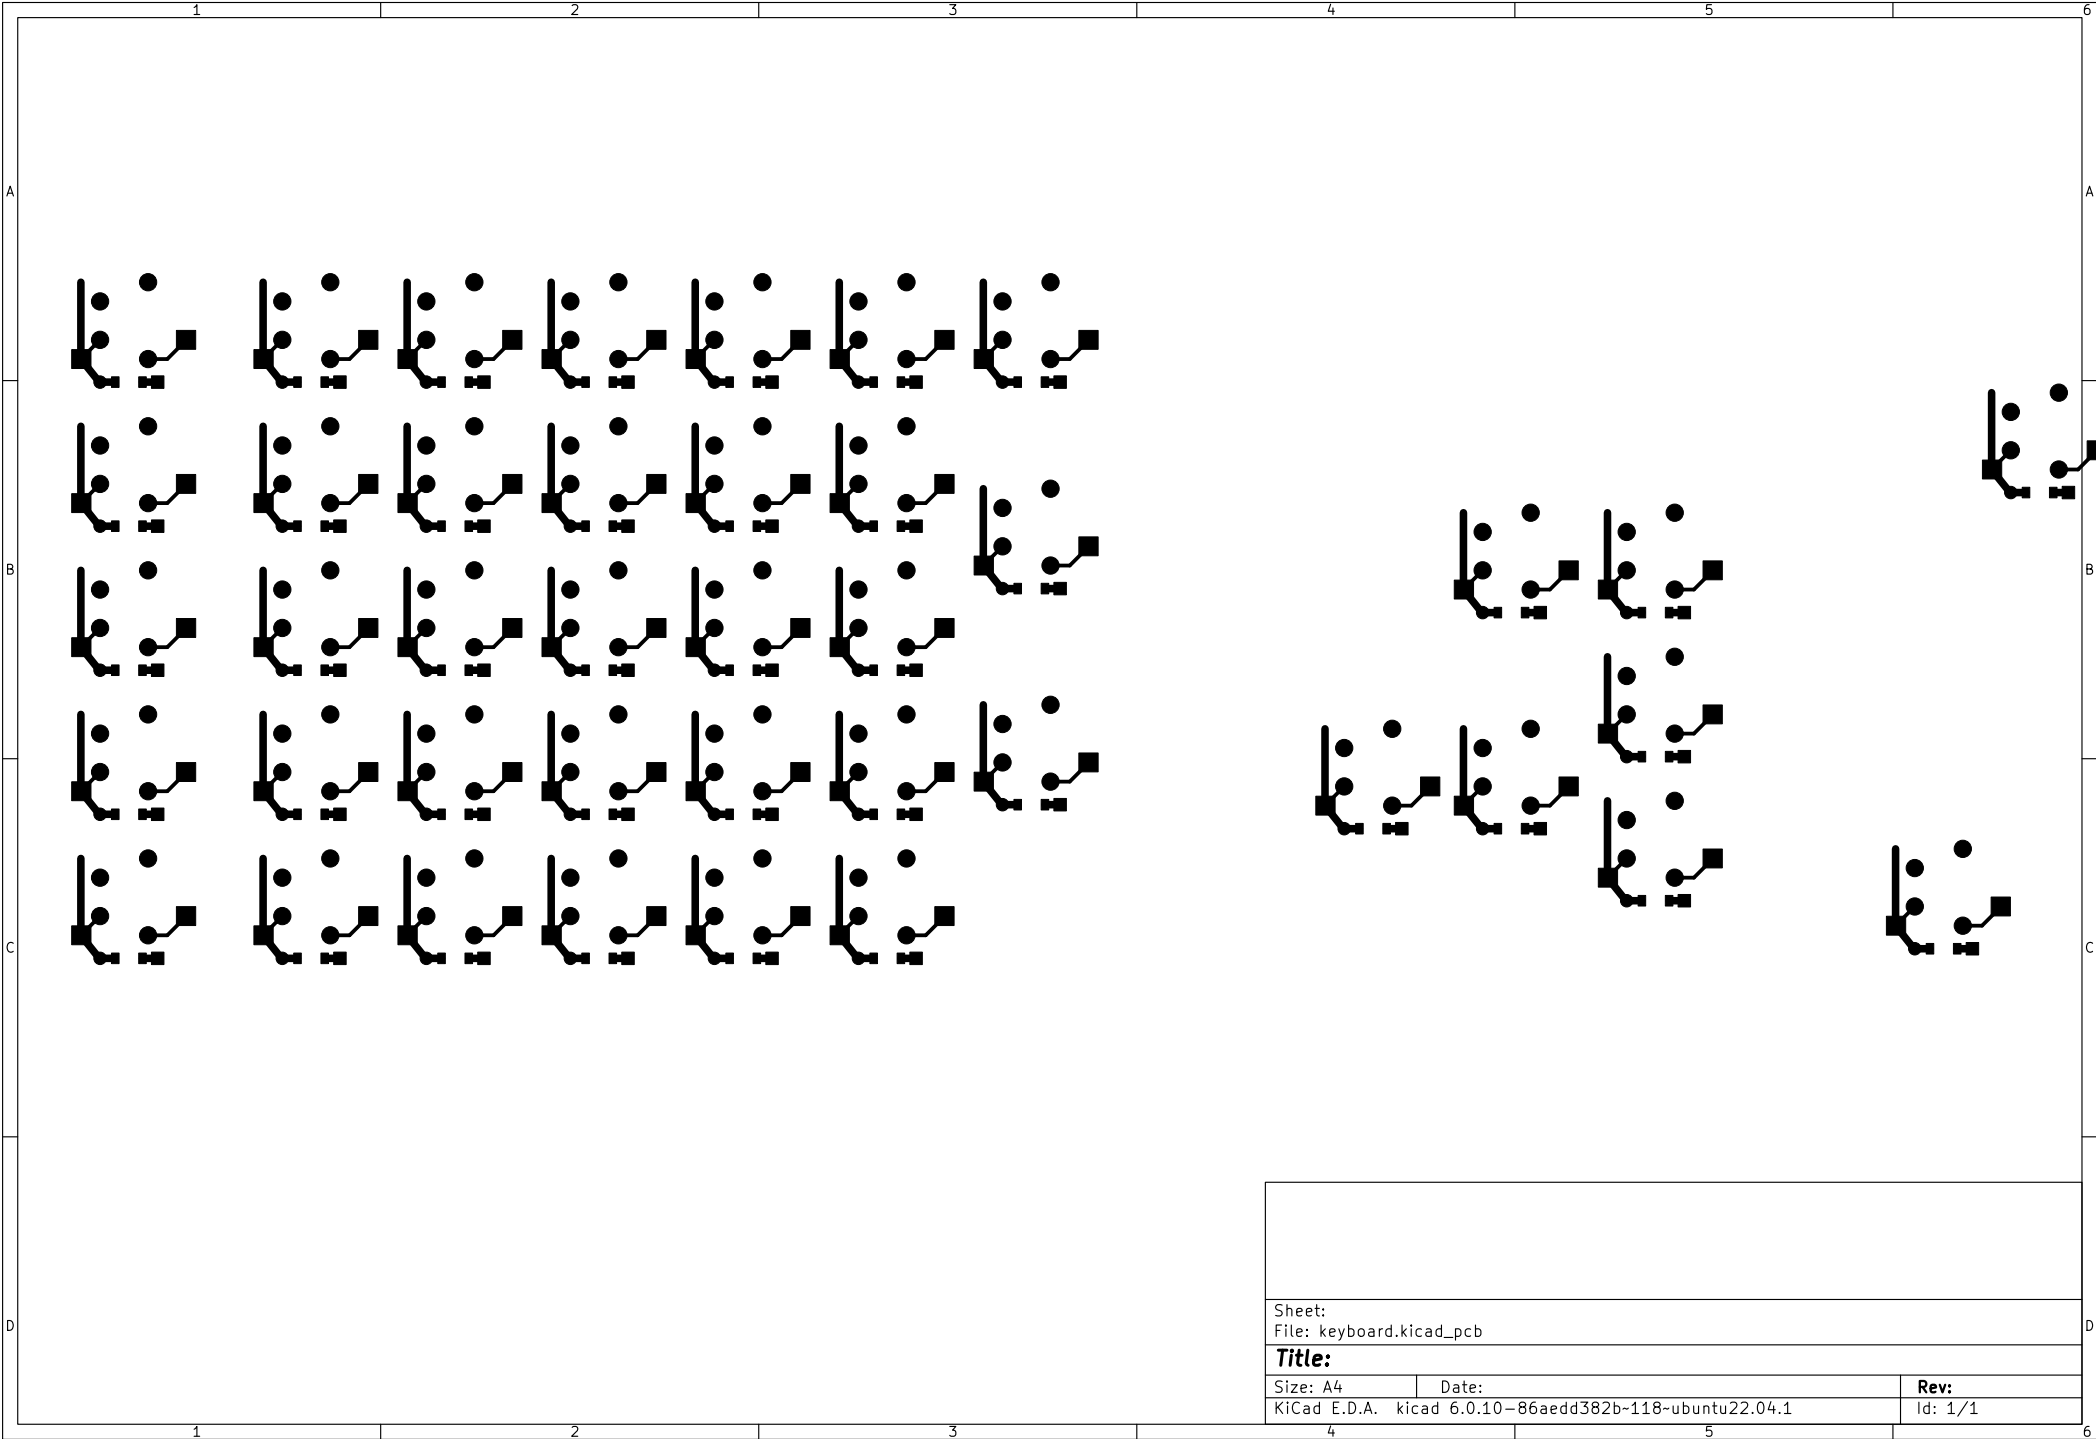 1 2 3 4 5 6
A A
B B
C C
D D
Sheet:
File: keyboard.kicad_pcb
Title:
Size: A4 Date: Rev:
KiCad E.D.A. kicad 6.0.10-86aedd382b~118~ubuntu22.04.1 Id: 1/1
1 2 3 4 5 6